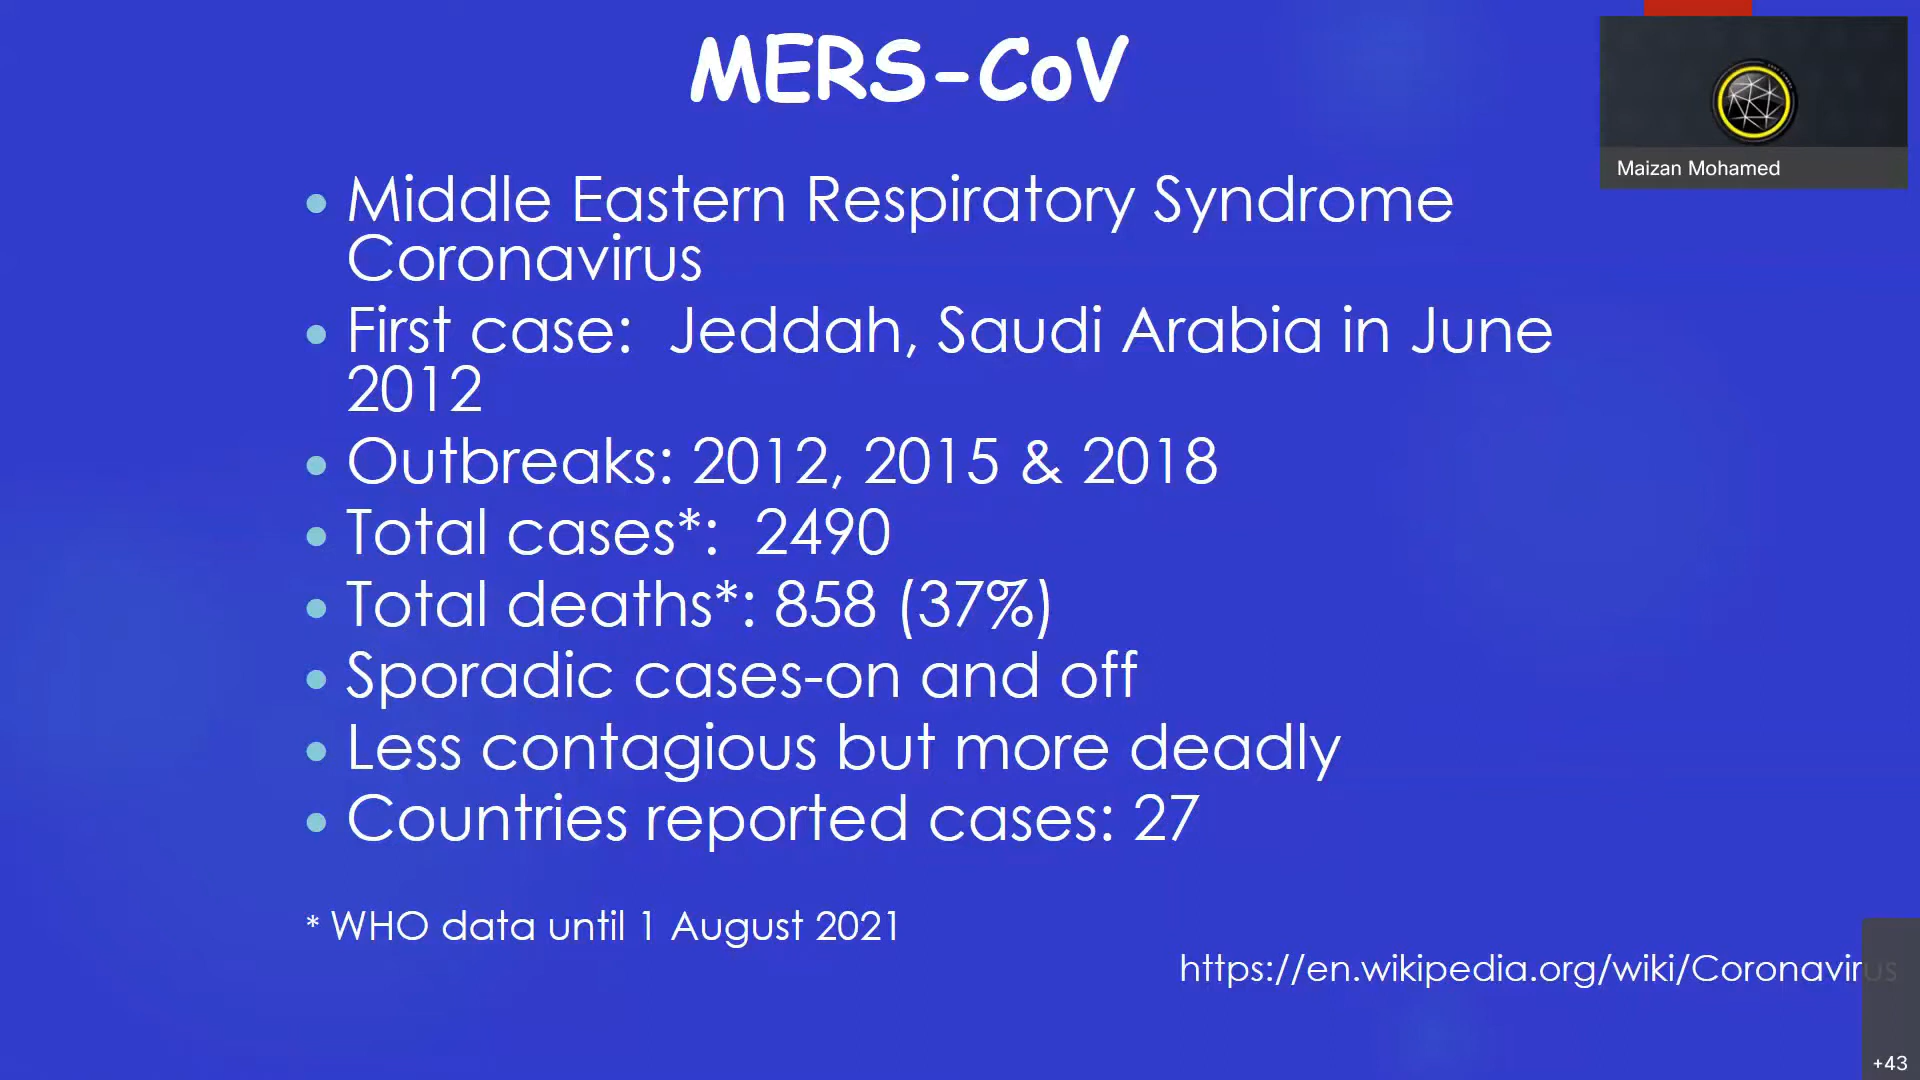 MERS-CoV
Maizan Mohamed
Middle Eastern Respiratory Syndrome
Coronavirus
First case:  Jeddah, Saudi Arabia in June
2012
Outbreaks: 2012, 2015 & 2018
Total cases*:  2490
Total deaths*: 858 (37%)
Sporadic cases-on and off
Less contagious but more deadly
Countries reported cases: 27
* WHO data until 1 August 2021
https://en.wikipedia.org/wiki/Coronavirus
+43